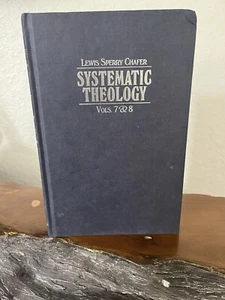 Lewis Sperry Chafer
SYSTEMATIC
THEOLOGY
Vols. 7 & 8